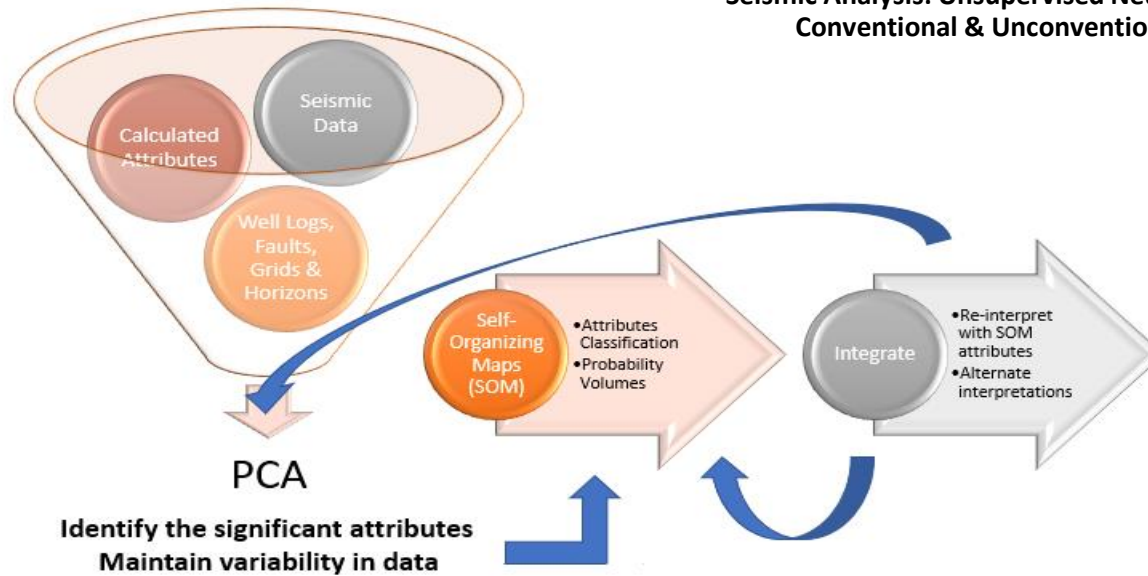 Conventional & Unconventio
Seismic
Data
Calculated
Attributes
Well Logs,
Faults,
Grids &
Horizons
Self-
Organizing
Maps
(SOM)
•Attributes
Classification
•Probability
Volumes
Integrate
•Re-interpret
with SOM
attributes
•Alternate
interpretations
PCA
Identify the significant attributes
Maintain variability in data